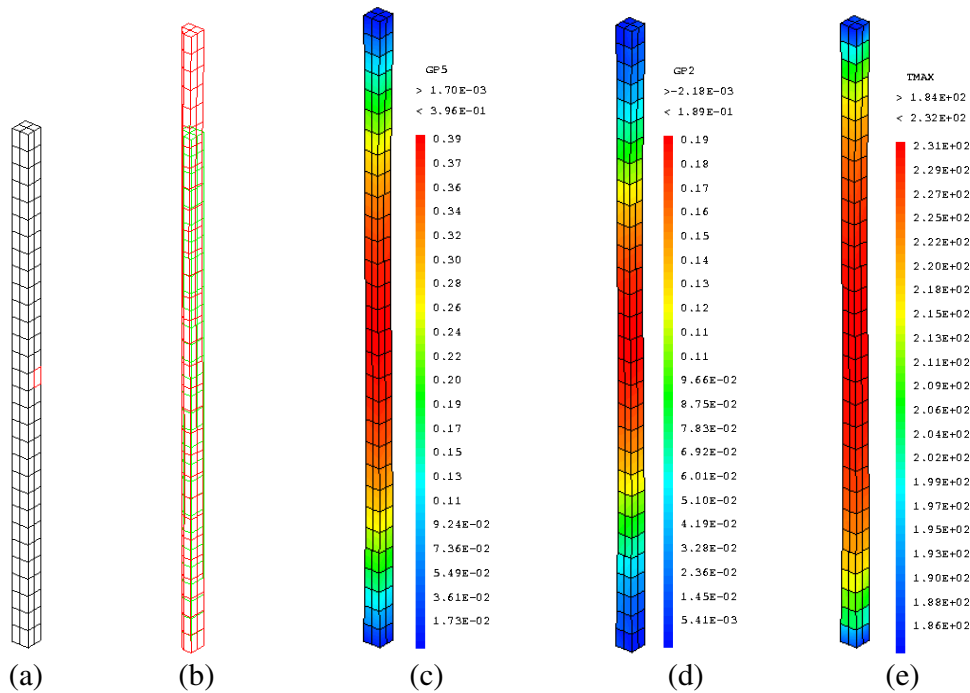 GP5
> 1.70E-03
< 3.96E-01
0.39
0.38
0.36
0.34
0.32
0.30
0.28
0.26
0.24
0.22
0.20
0.19
0.17
0.15
0.13
0.11
9.24E-02
7.36E-02
5.49E-02
3.61E-02
1.73E-02
GP2
>-2.18E-03
< 1.89E-01
0.19
0.18
0.17
0.16
0.15
0.14
0.13
0.12
0.11
0.11
9.66E-02
8.75E-02
7.83E-02
6.92E-02
6.01E-02
5.10E-02
4.19E-02
3.28E-02
2.36E-02
1.45E-02
5.41E-03
TMAX
> 1.84E+02
< 2.32E+02
2.31E+02
2.29E+02
2.27E+02
2.25E+02
2.22E+02
2.20E+02
2.18E+02
2.15E+02
2.13E+02
2.11E+02
2.09E+02
2.06E+02
2.04E+02
2.02E+02
1.99E+02
1.97E+02
1.95E+02
1.93E+02
1.90E+02
1.88E+02
1.86E+02
(a) (b) (c) (d) (e)